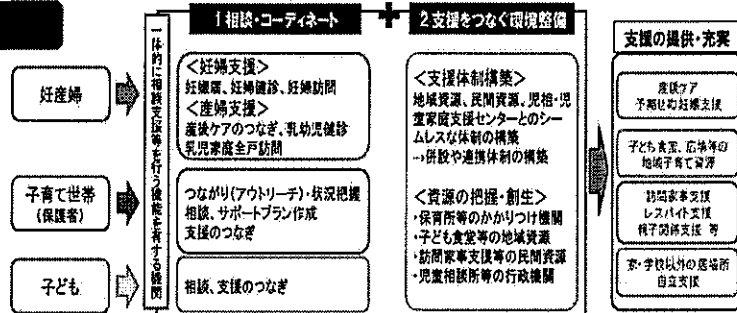 1 相談・コーディネート
＋
2 支援をつなぐ環境整備
支援の提供・充実
妊産婦
子育て世帯
(保護者)
子ども
一体的に相談支援等を行う機能を有する機関
＜妊婦支援＞
妊娠届、妊婦健診、妊婦訪問
＜産婦支援＞
産後ケアのつなぎ、乳幼児健診
乳児家庭全戸訪問
つながり(アウトリーチ)・状況把握
相談、サポートプラン作成
支援のつなぎ
相談、支援のつなぎ
＜支援体制構築＞
地域資源、民間資源、児相・児
童家庭支援センターとのシー
ムレスな体制の構築
→併設や連携体制の構築
＜資源の把握・創生＞
・保育所等のかかりつけ機関
・子ども食堂等の地域資源
・訪問家事支援等の民間資源
・児童相談所等の行政機関
産後ケア
予期せぬ妊娠支援
子ども食堂、広場等の
地域子育て資源
訪問家事支援
レスパイト支援
親子関係支援 等
家・学校以外の居場所
自立支援